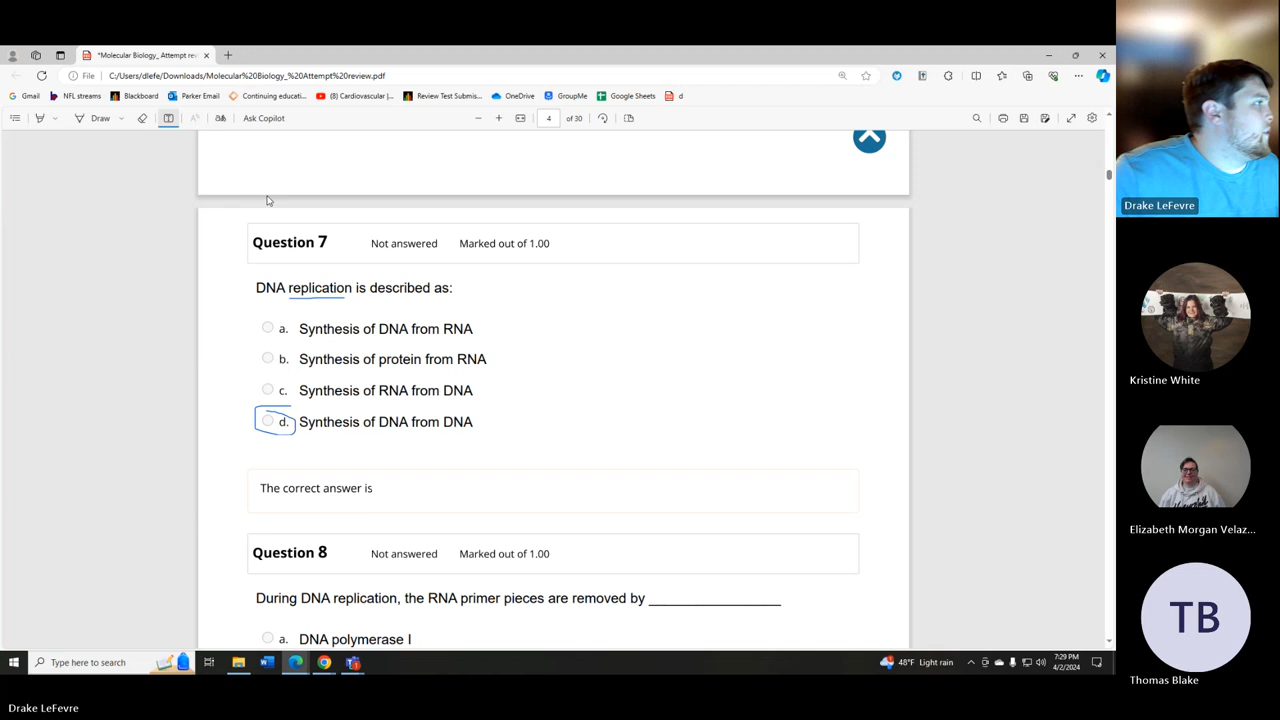 *Molecular Biology_ Attempt rev
File
C:/Users/dlefe/Downloads/Molecular%20Biology_%20Attempt%20review.pdf
Gmail
NFL streams
Blackboard
Parker Email
Continuing educati...
(8) Cardiovascular |...
Review Test Submis...
OneDrive
GroupMe
Google Sheets
d
Draw
Ask Copilot
4 of 30
Question 7 Not answered Marked out of 1.00
DNA replication is described as:
a. Synthesis of DNA from RNA
b. Synthesis of protein from RNA
c. Synthesis of RNA from DNA
d. Synthesis of DNA from DNA
The correct answer is
Question 8 Not answered Marked out of 1.00
During DNA replication, the RNA primer pieces are removed by __________________
a. DNA polymerase I
Type here to search
48°F Light rain
7:29 PM
4/2/2024
Drake LeFevre
Kristine White
Elizabeth Morgan Velaz...
TB
Thomas Blake
Drake LeFevre